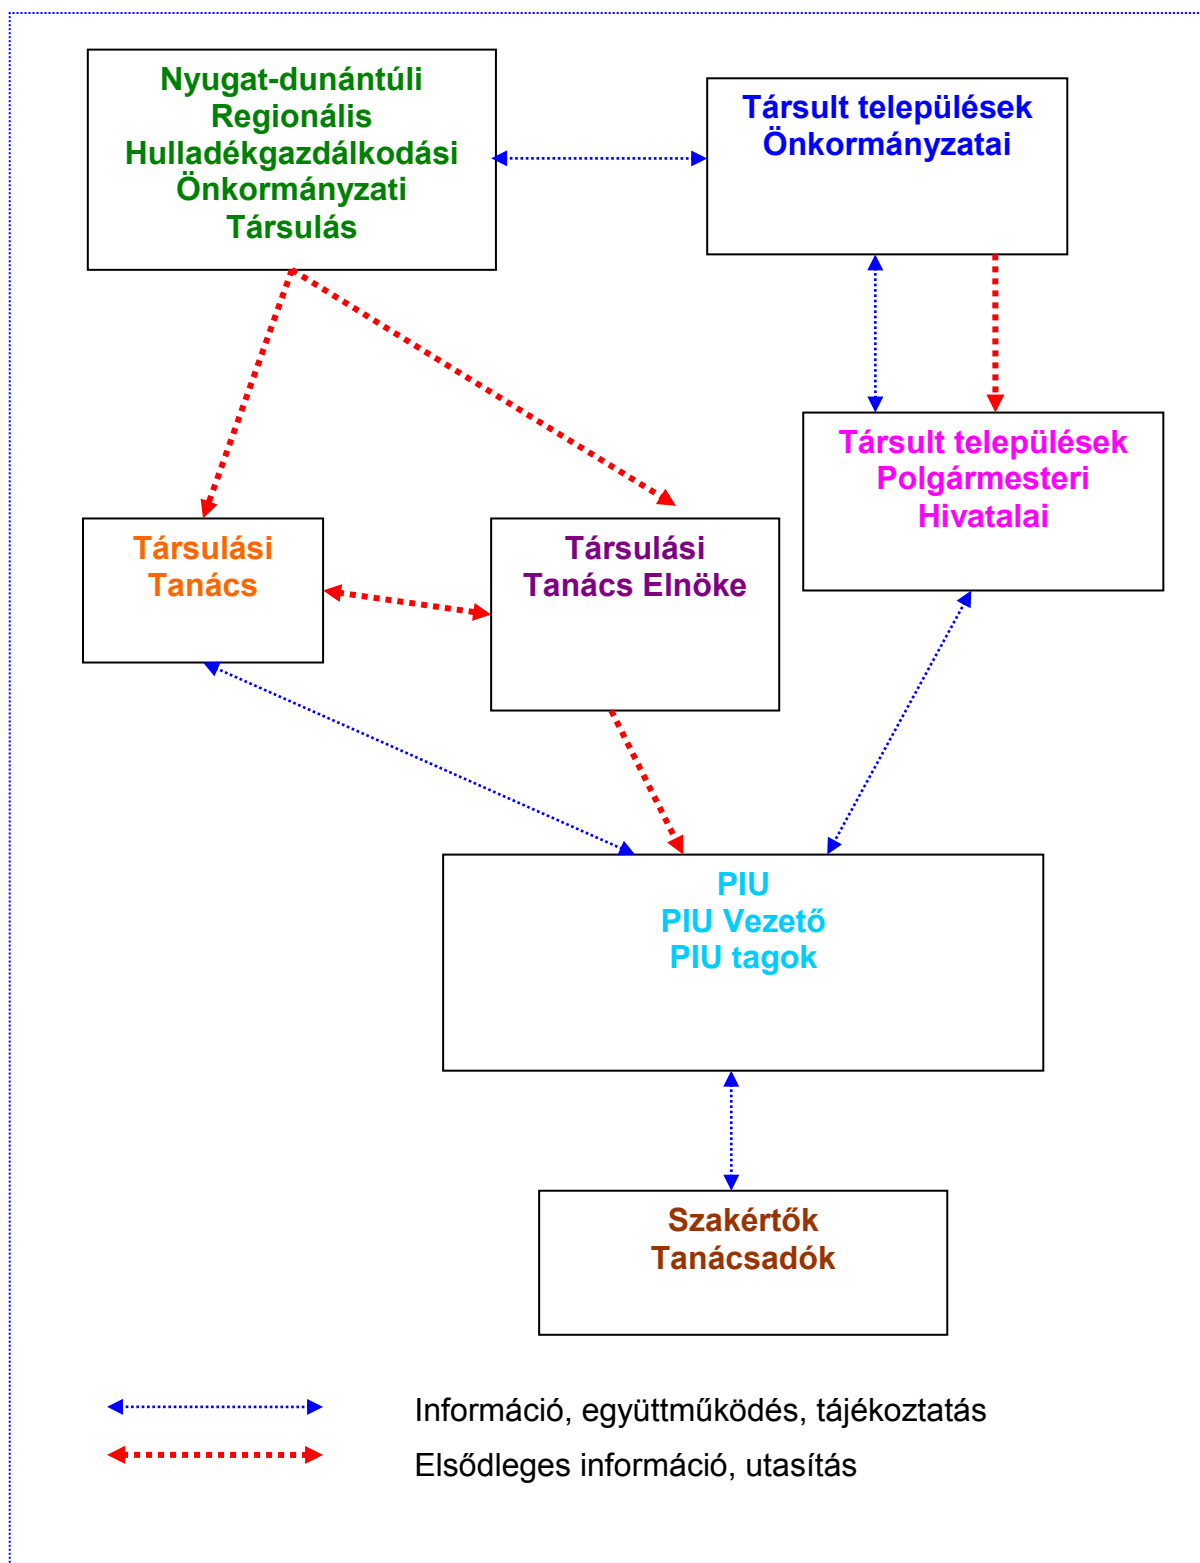 Nyugat-dunántúli
Regionális
Hulladékgazdálkodási
Önkormányzati
Társulás
Társult települések
Önkormányzatai
Társult települések
Polgármesteri
Hivatalai
Társulási
Tanács
Társulási
Tanács Elnöke
PIU
PIU Vezető
PIU tagok
Szakértők
Tanácsadók
Információ, együttműködés, tájékoztatás
Elsődleges információ, utasítás